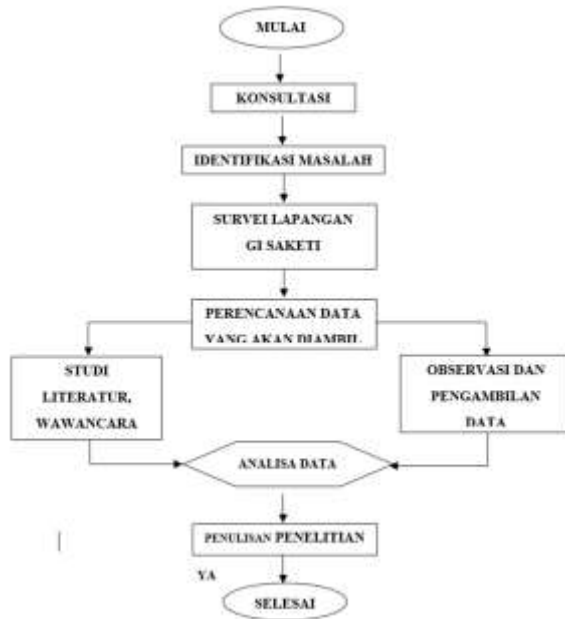 MULAI
KONSULTASI
IDENTIFIKASI MASALAH
SURVEI LAPANGAN
GI SAKETI
PERENCANAAN DATA
YANG AKAN DIAMBIL
STUDI
LITERATUR,
WAWANCARA
OBSERVASI DAN
PENGAMBILAN
DATA
ANALISA DATA
PENULISAN PENELITIAN
YA
SELESAI